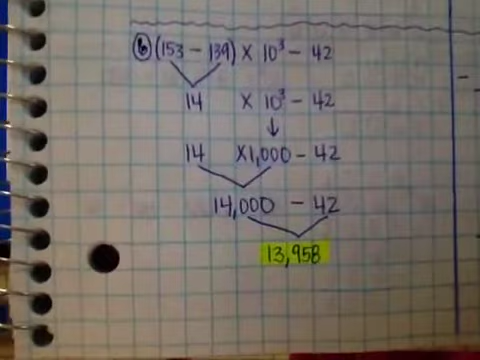 ⑥ (153 − 139) × 10³ − 42
14 × 10³ − 42
↓
14 × 1,000 − 42
14,000 − 42
13,958